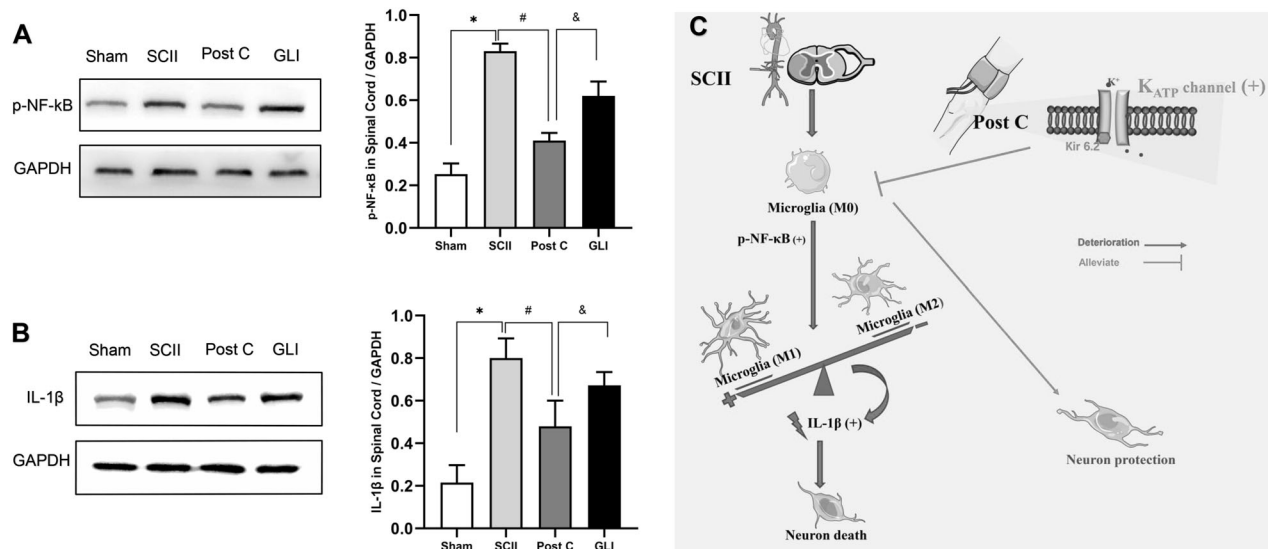 A
Sham SCII Post C GLI
p-NF-kB
GAPDH
p-NF-κB in Spinal Cord / GAPDH
1.0
0.8
0.6
0.4
0.2
0.0
* # &
Sham SCII Post C GLI
B
Sham SCII Post C GLI
IL-1β
GAPDH
IL-1β in Spinal Cord / GAPDH
1.0
0.8
0.6
0.4
0.2
0.0
* # &
Sham SCII Post C GLI
C
SCII
Post C
K⁺
KATP channel (+)
Kir 6.2
Microglia (M0)
p-NF-κB (+)
Deterioration
Alleviate
Microglia (M2)
Microglia (M1)
IL-1β (+)
Neuron protection
Neuron death